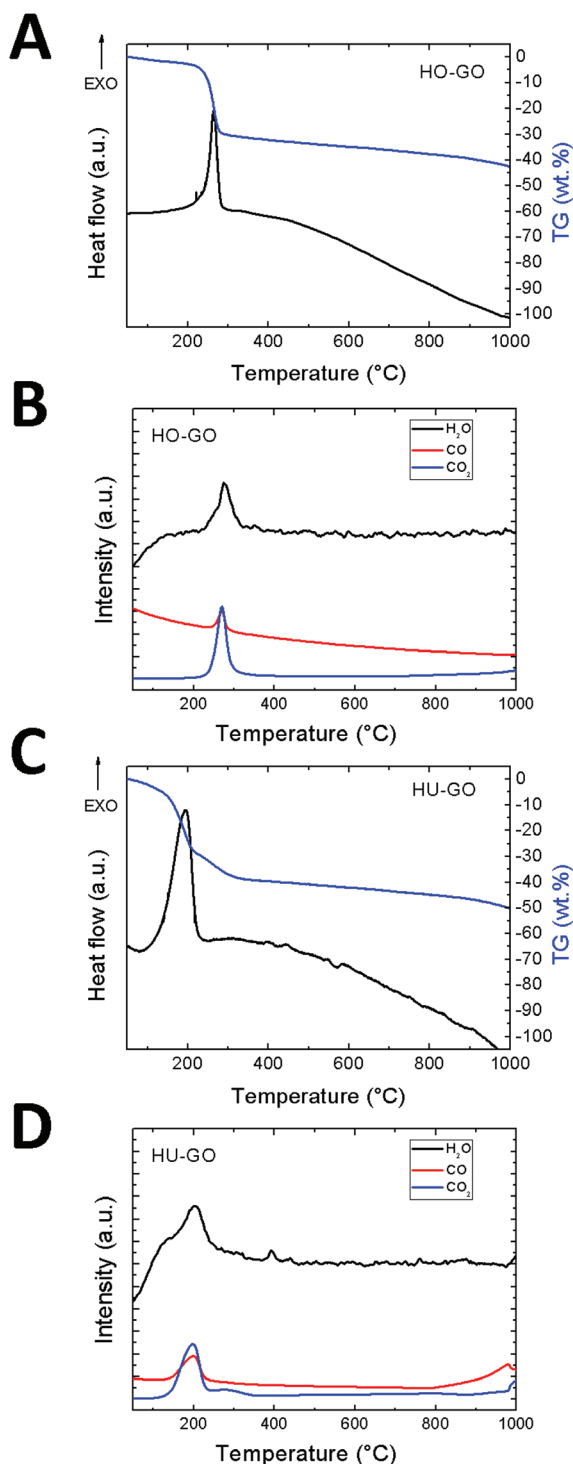 A
EXO
HO-GO
Heat flow (a.u.)
0
-10
-20
-30
-40
-50
-60
-70
-80
-90
-100
TG (wt.%)
200 400 600 800 1000
Temperature (°C)
B
HO-GO
H₂O
CO
CO₂
Intensity (a.u.)
200 400 600 800 1000
Temperature (°C)
C
EXO
HU-GO
Heat flow (a.u.)
0
-10
-20
-30
-40
-50
-60
-70
-80
-90
-100
TG (wt.%)
200 400 600 800 1000
Temperature (°C)
D
HU-GO
H₂O
CO
CO₂
Intensity (a.u.)
200 400 600 800 1000
Temperature (°C)